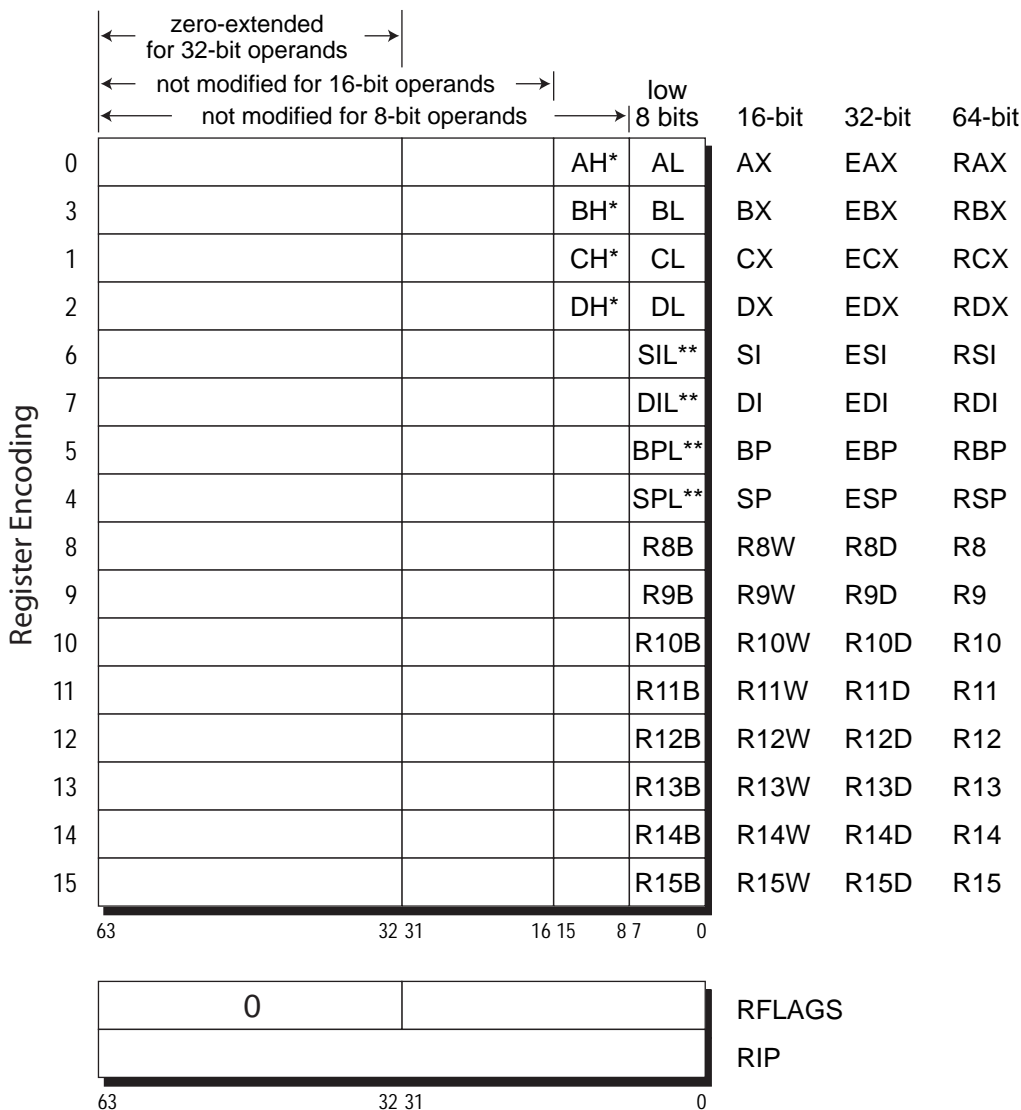 zero-extended
for 32-bit operands
not modified for 16-bit operands
low
not modified for 8-bit operands 8 bits 16-bit 32-bit 64-bit
Register Encoding
0 AH* AL AX EAX RAX
3 BH* BL BX EBX RBX
1 CH* CL CX ECX RCX
2 DH* DL DX EDX RDX
6 SIL** SI ESI RSI
7 DIL** DI EDI RDI
5 BPL** BP EBP RBP
4 SPL** SP ESP RSP
8 R8B R8W R8D R8
9 R9B R9W R9D R9
10 R10B R10W R10D R10
11 R11B R11W R11D R11
12 R12B R12W R12D R12
13 R13B R13W R13D R13
14 R14B R14W R14D R14
15 R15B R15W R15D R15
63 32 31 16 15 8 7 0
0 RFLAGS
RIP
63 32 31 0